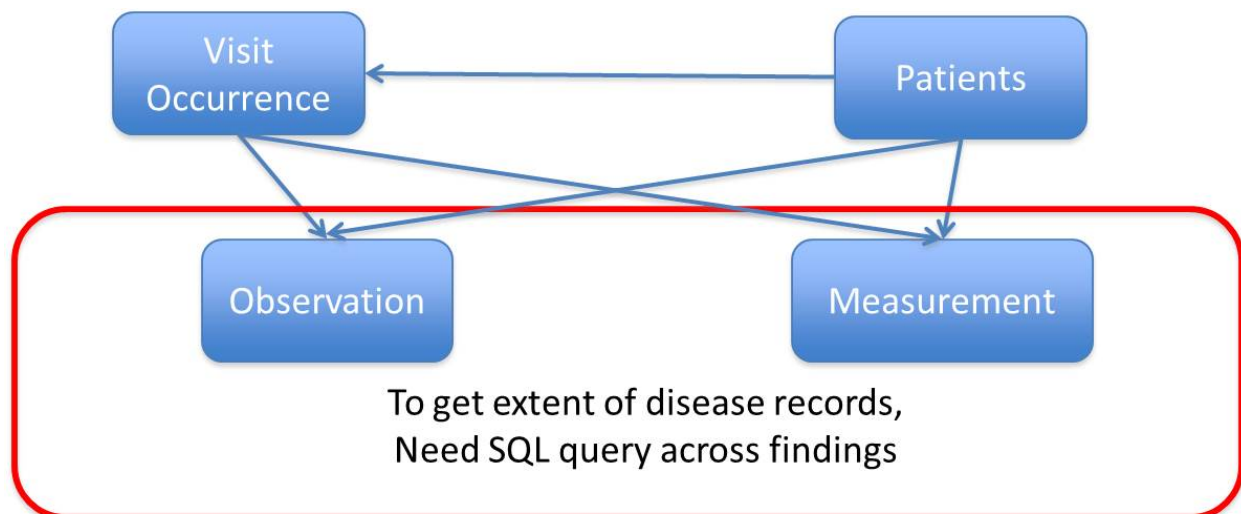 Visit
Occurrence
Patients
Observation
Measurement
To get extent of disease records,
Need SQL query across findings